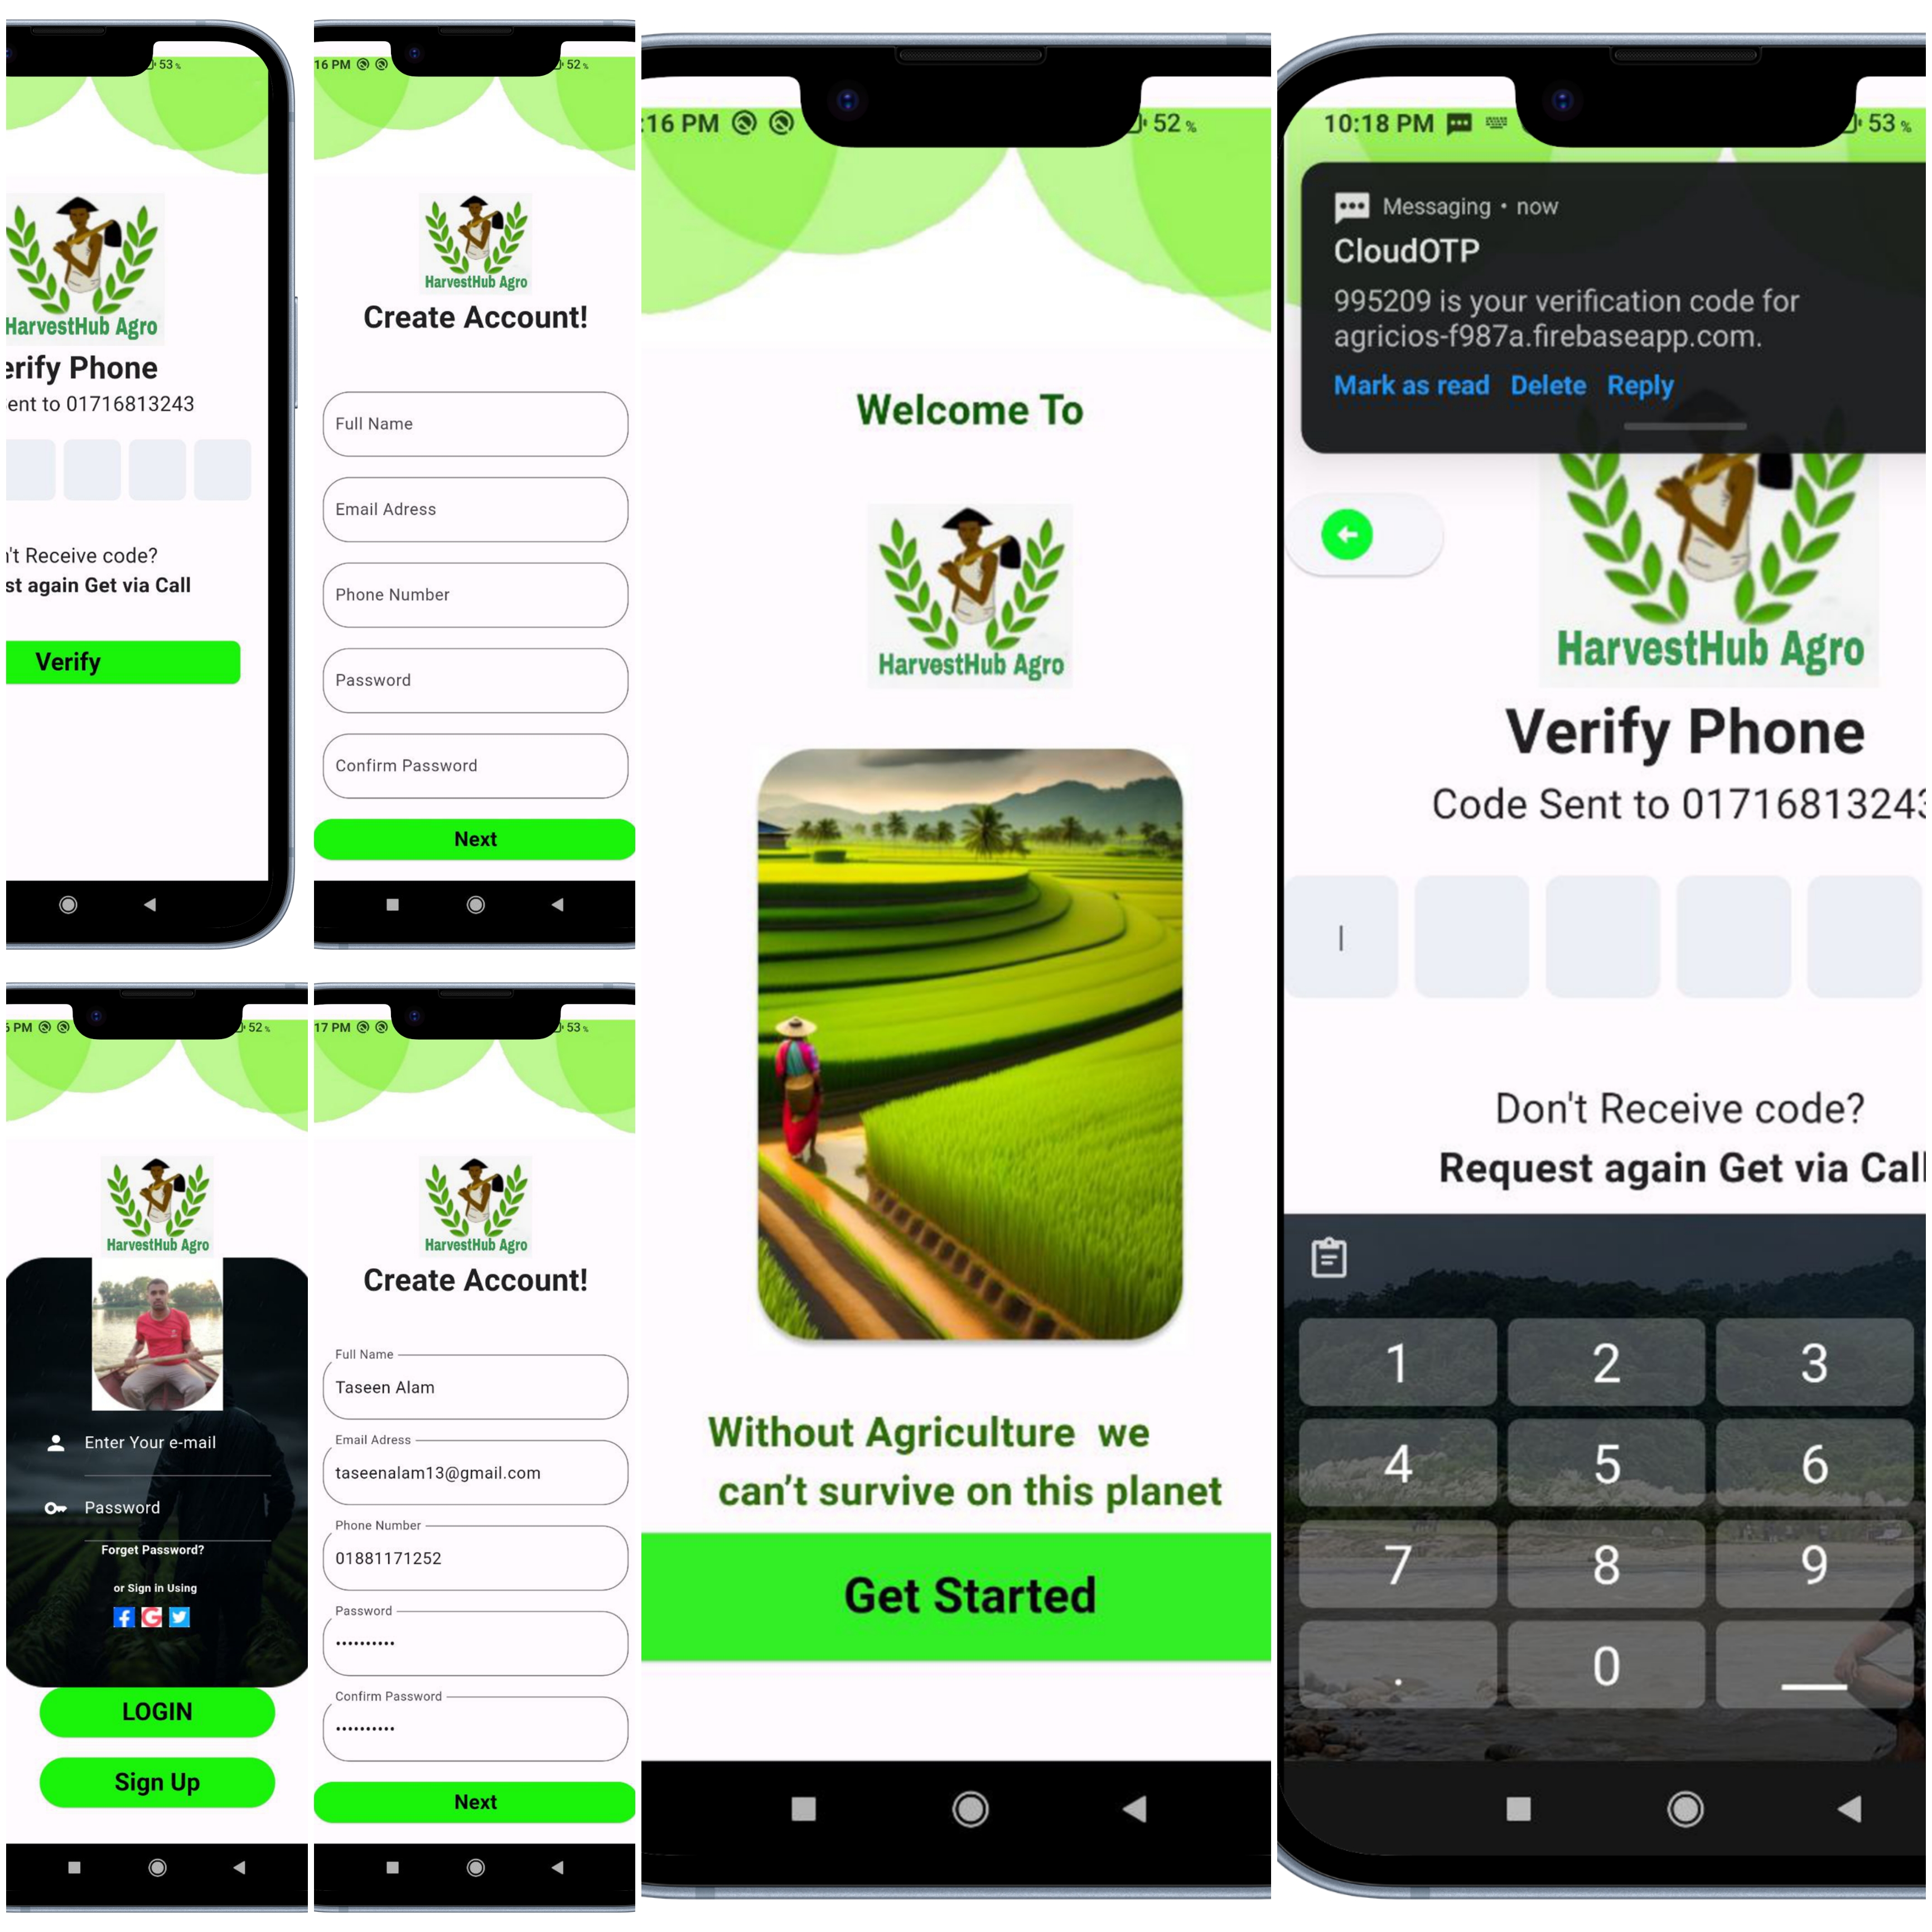 53%
HarvestHub Agro
erify Phone
ent to 01716813243
't Receive code?
st again Get via Call
Verify
16 PM 52%
HarvestHub Agro
Create Account!
Full Name
Email Adress
Phone Number
Password
Confirm Password
Next
PM 52%
HarvestHub Agro
Enter Your e-mail
Password
Forget Password?
or Sign in Using
f G
LOGIN
Sign Up
17 PM 53%
HarvestHub Agro
Create Account!
Full Name
Taseen Alam
Email Adress
taseenalam13@gmail.com
Phone Number
01881171252
Password
••••••••••
Confirm Password
••••••••••
Next
:16 PM 52%
Welcome To
HarvestHub Agro
Without Agriculture we
can't survive on this planet
Get Started
10:18 PM 53%
Messaging • now
CloudOTP
995209 is your verification code for
agricios-f987a.firebaseapp.com.
Mark as read Delete Reply
HarvestHub Agro
Verify Phone
Code Sent to 01716813243
Don't Receive code?
Request again Get via Call
1 2 3
4 5 6
7 8 9
. 0